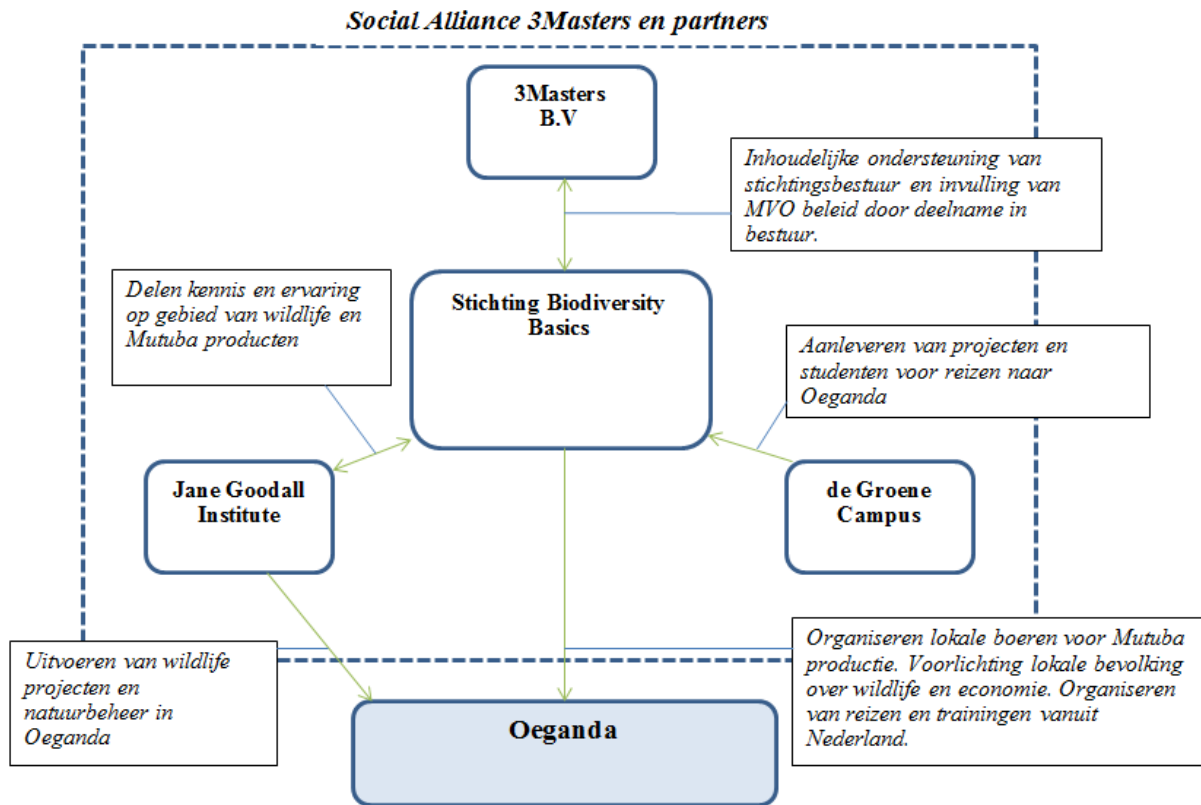 Social Alliance 3Masters en partners
3Masters
B.V
Inhoudelijke ondersteuning van
stichtingsbestuur en invulling van
MVO beleid door deelname in
bestuur.
Delen kennis en ervaring
op gebied van wildlife en
Mutuba producten
Stichting Biodiversity
Basics
Aanleveren van projecten en
studenten voor reizen naar
Oeganda
Jane Goodall
Institute
de Groene
Campus
Uitvoeren van wildlife
projecten en
natuurbeheer in
Oeganda
Organiseren lokale boeren voor Mutuba
productie. Voorlichting lokale bevolking
over wildlife en economie. Organiseren
van reizen en trainingen vanuit
Nederland.
Oeganda